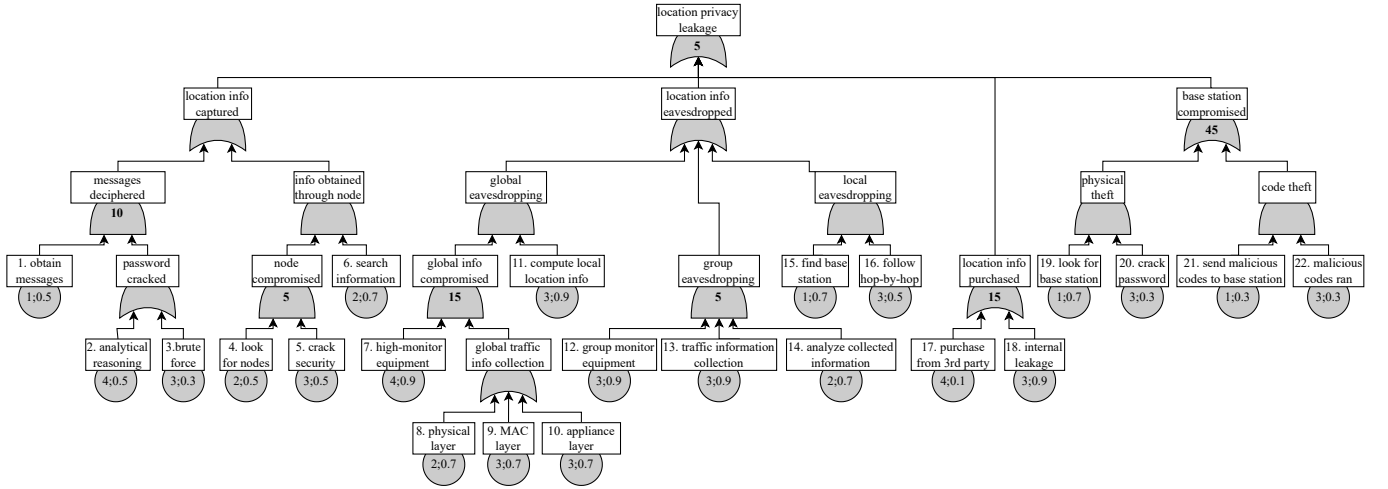 location privacy
leakage
5
location info
captured
location info
eavesdropped
base station
compromised
45
messages
deciphered
10
info obtained
through node
global
eavesdropping
local
eavesdropping
physical
theft
code theft
1. obtain
messages
1;0.5
password
cracked
node
compromised
5
6. search
information
2;0.7
global info
compromised
15
11. compute local
location info
3;0.9
group
eavesdropping
5
15. find base
station
1;0.7
16. follow
hop-by-hop
3;0.5
location info
purchased
15
19. look for
base station
1;0.7
20. crack
password
3;0.3
21. send malicious
codes to base station
1;0.3
22. malicious
codes ran
3;0.3
2. analytical
reasoning
4;0.5
3.brute
force
3;0.3
4. look
for nodes
2;0.5
5. crack
security
3;0.5
7. high-monitor
equipment
4;0.9
global traffic
info collection
12. group monitor
equipment
3;0.9
13. traffic information
collection
3;0.9
14. analyze collected
information
2;0.7
17. purchase
from 3rd party
4;0.1
18. internal
leakage
3;0.9
8. physical
layer
2;0.7
9. MAC
layer
3;0.7
10. appliance
layer
3;0.7